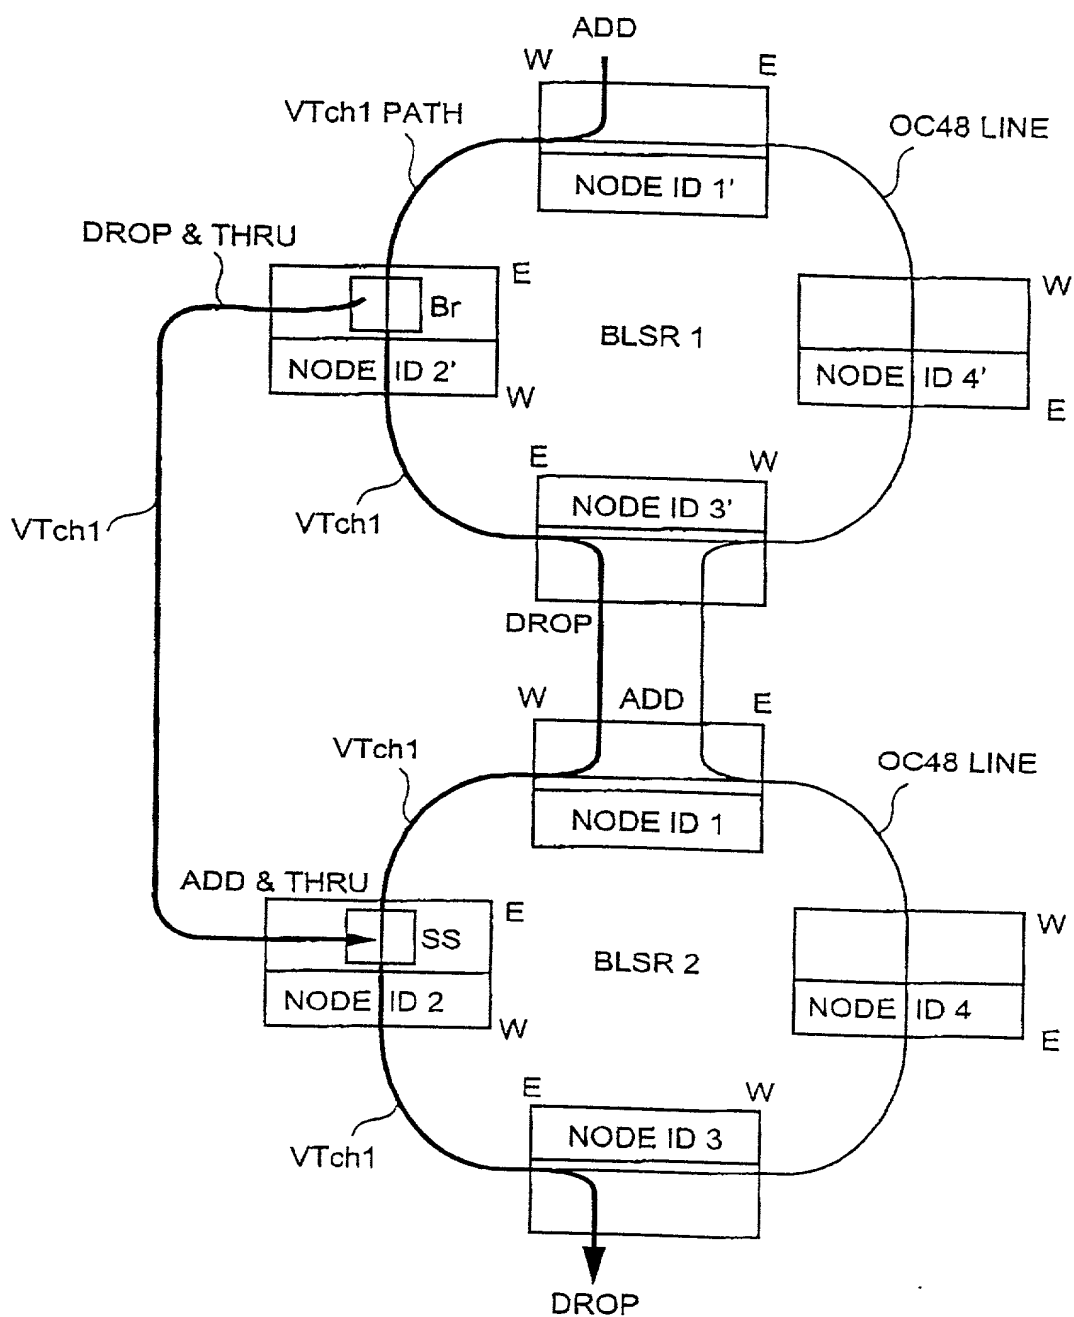 ADD
W
E
VTch1 PATH
OC48 LINE
NODE ID 1'
DROP & THRU
E
W
Br
BLSR 1
NODE ID 2'
NODE ID 4'
W
E
E
W
NODE ID 3'
VTch1
VTch1
DROP
W
ADD
E
VTch1
OC48 LINE
NODE ID 1
ADD & THRU
E
W
SS
BLSR 2
NODE ID 2
NODE ID 4
W
E
E
W
NODE ID 3
VTch1
DROP